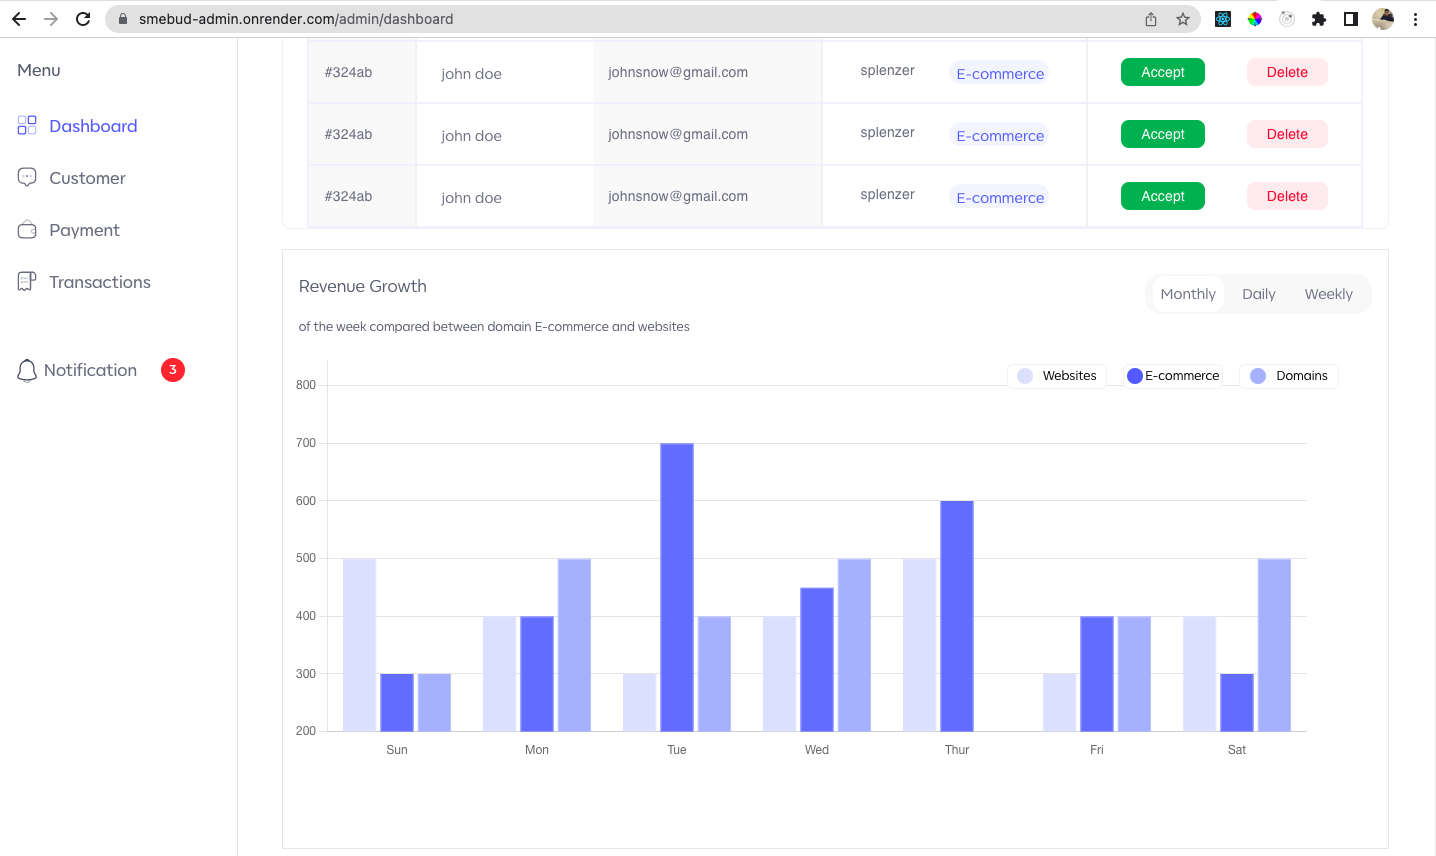 smebud-admin.onrender.com/admin/dashboard
Menu
Dashboard
Customer
Payment
Transactions
Notification 3
#324ab john doe johnsnow@gmail.com splenzer E-commerce Accept Delete
#324ab john doe johnsnow@gmail.com splenzer E-commerce Accept Delete
#324ab john doe johnsnow@gmail.com splenzer E-commerce Accept Delete
Revenue Growth
Monthly Daily Weekly
of the week compared between domain E-commerce and websites
Websites E-commerce Domains
800
700
600
500
400
300
200
Sun Mon Tue Wed Thur Fri Sat